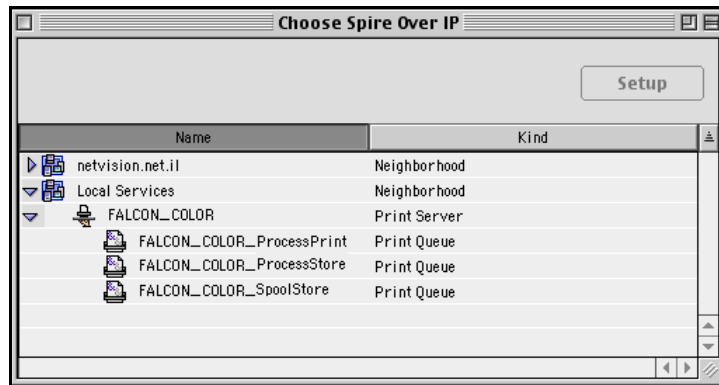 Choose Spire Over IP
Setup
Name Kind
netvision.net.il Neighborhood
Local Services Neighborhood
FALCON_COLOR Print Server
FALCON_COLOR_ProcessPrint Print Queue
FALCON_COLOR_ProcessStore Print Queue
FALCON_COLOR_SpoolStore Print Queue